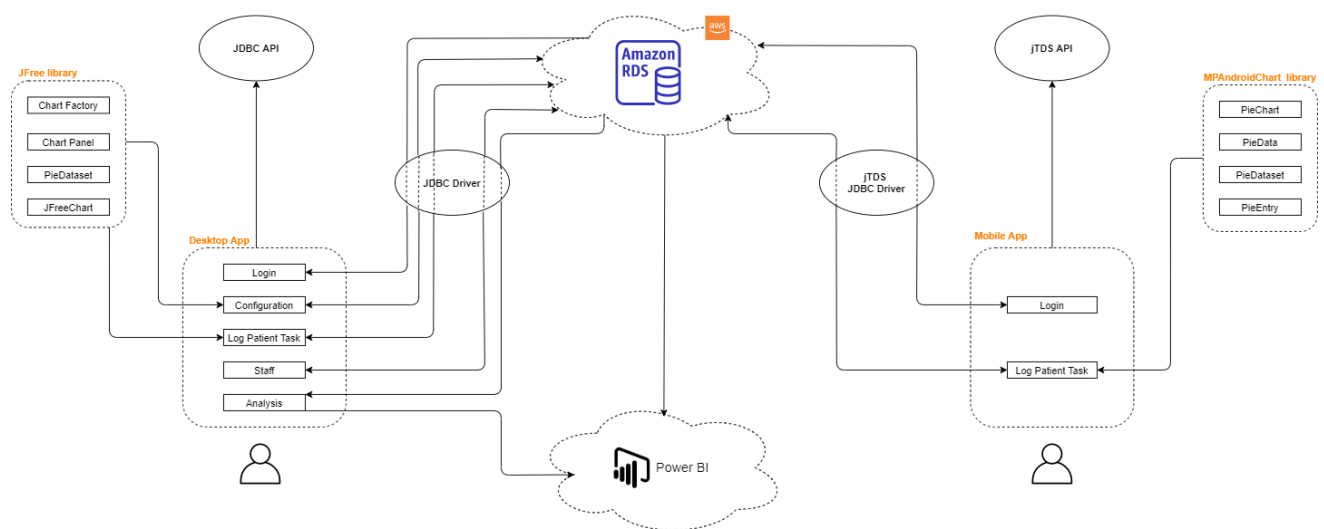 JDBC API
aws
Amazon
RDS
jTDS API
JFree library
Chart Factory
Chart Panel
PieDataset
JFreeChart
MPAndroidChart library
PieChart
PieData
PieDataset
PieEntry
JDBC Driver
jTDS
JDBC Driver
Desktop App
Login
Configuration
Log Patient Task
Staff
Analysis
Mobile App
Login
Log Patient Task
Power BI